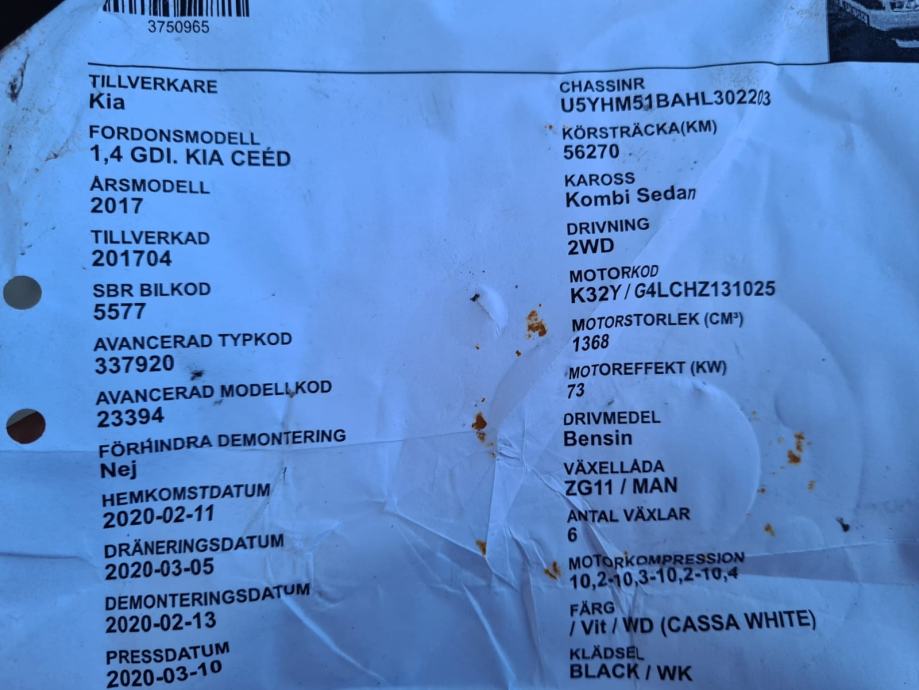 3750965
TILLVERKARE
Kia
FORDONSMODELL
1,4 GDI. KIA CEÉD
ÅRSMODELL
2017
TILLVERKAD
201704
SBR BILKOD
5577
AVANCERAD TYPKOD
337920
AVANCERAD MODELLKOD
23394
FÖRHINDRA DEMONTERING
Nej
HEMKOMSTDATUM
2020-02-11
DRÄNERINGSDATUM
2020-03-05
DEMONTERINGSDATUM
2020-02-13
PRESSDATUM
2020-03-10
CHASSINR
U5YHM51BAHL302203
KÖRSTRÄCKA(KM)
56270
KAROSS
Kombi Sedan
DRIVNING
2WD
MOTORKOD
K32Y / G4LCHZ131025
MOTORSTORLEK (CM³)
1368
MOTOREFFEKT (KW)
73
DRIVMEDEL
Bensin
VÄXELLÅDA
ZG11 / MAN
ANTAL VÄXLAR
6
MOTORKOMPRESSION
10,2-10,3-10,2-10,4
FÄRG
/ Vit / WD (CASSA WHITE)
KLÄDSEL
BLACK / WK